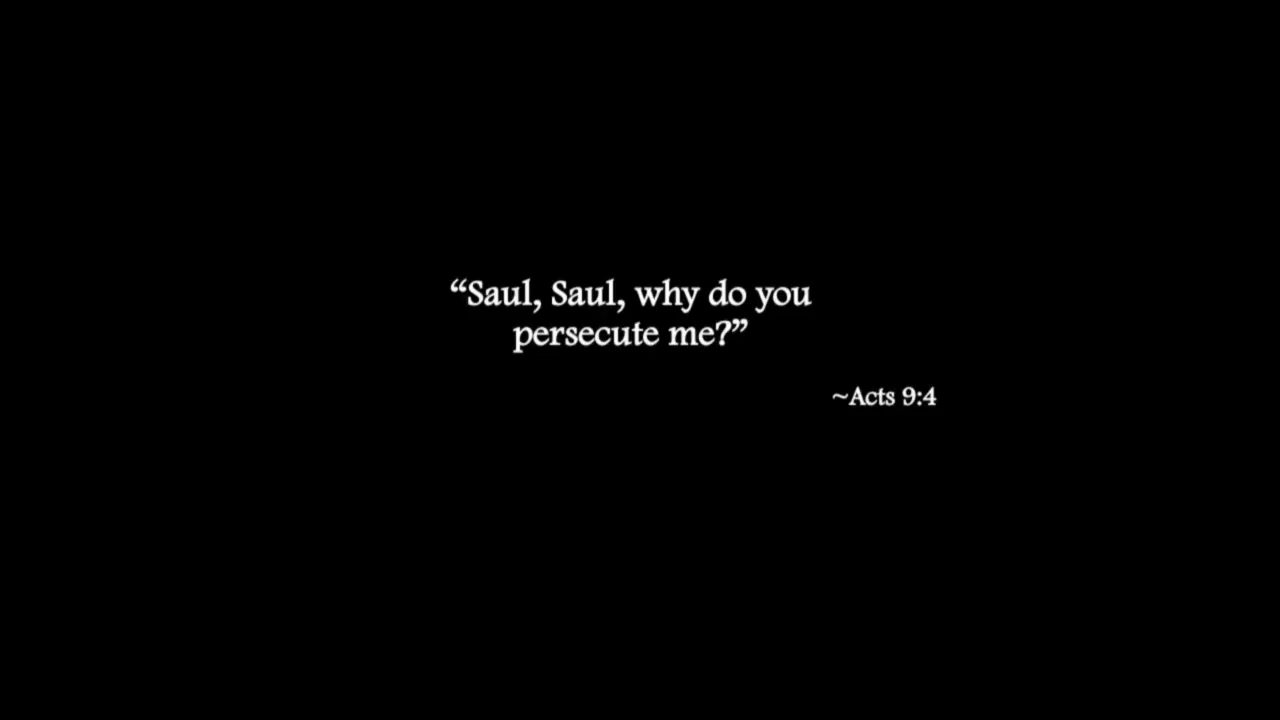 “Saul, Saul, why do you
persecute me?”
~Acts 9:4